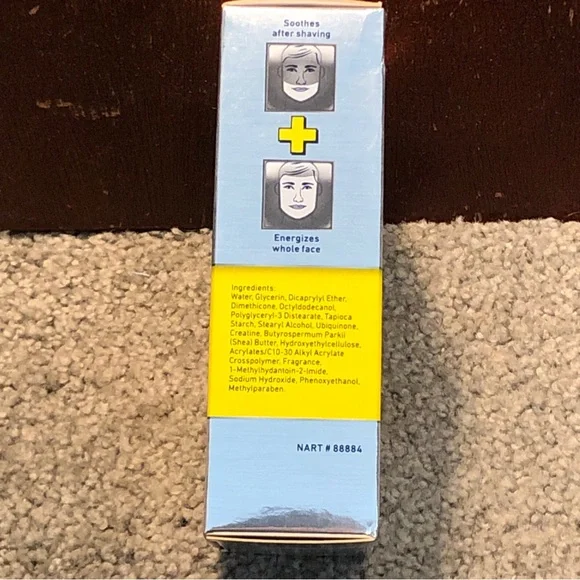 Soothes
after shaving
Energizes
whole face
Ingredients:
Water, Glycerin, Dicaprylyl Ether,
Dimethicone, Octyldodecanol,
Polyglyceryl-3 Distearate, Tapioca
Starch, Stearyl Alcohol, Ubiquinone,
Creatine, Butyrospermum Parkii
(Shea) Butter, Hydroxyethylcellulose,
Acrylates/C10-30 Alkyl Acrylate
Crosspolymer, Fragrance,
1-Methylhydantoin-2-Imide,
Sodium Hydroxide, Phenoxyethanol,
Methylparaben.
NART # 88884